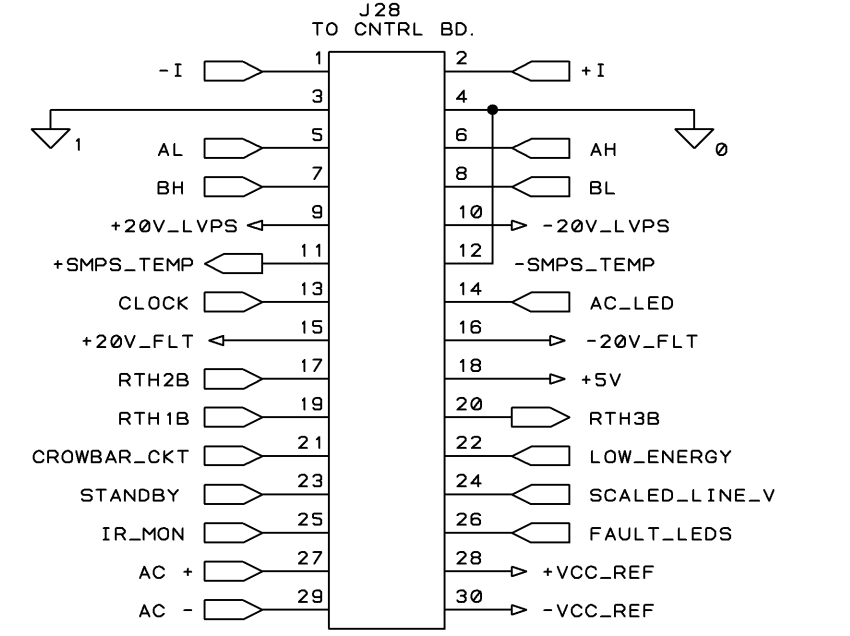 J28
TO CNTRL BD.
-I 1 2 +I
3 4
1 0
AL 5 6 AH
BH 7 8 BL
+20V_LVPS 9 10 -20V_LVPS
+SMPS_TEMP 11 12 -SMPS_TEMP
CLOCK 13 14 AC_LED
+20V_FLT 15 16 -20V_FLT
RTH2B 17 18 +5V
RTH1B 19 20 RTH3B
CROWBAR_CKT 21 22 LOW_ENERGY
STANDBY 23 24 SCALED_LINE_V
IR_MON 25 26 FAULT_LEDS
AC + 27 28 +VCC_REF
AC - 29 30 -VCC_REF